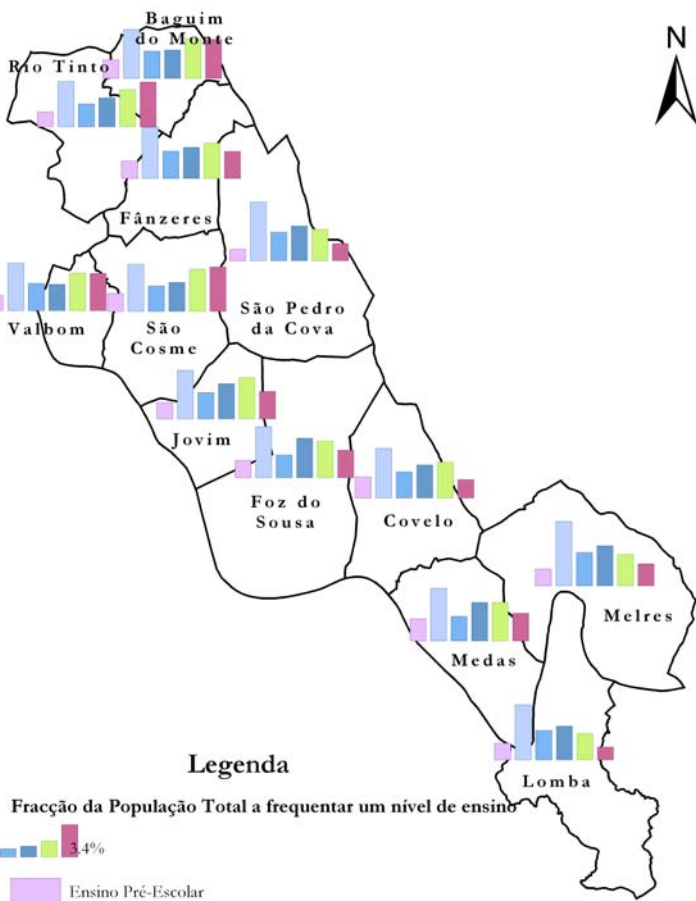 Baguim
do Monte
N
Rio Tinto
Fânzeres
São Pedro
da Cova
Valbom
São
Cosme
Jovim
Foz do
Sousa
Covelo
Melres
Medas
Lomba
Legenda
Fracção da População Total a frequentar um nível de ensino
3.4%
Ensino Pré-Escolar